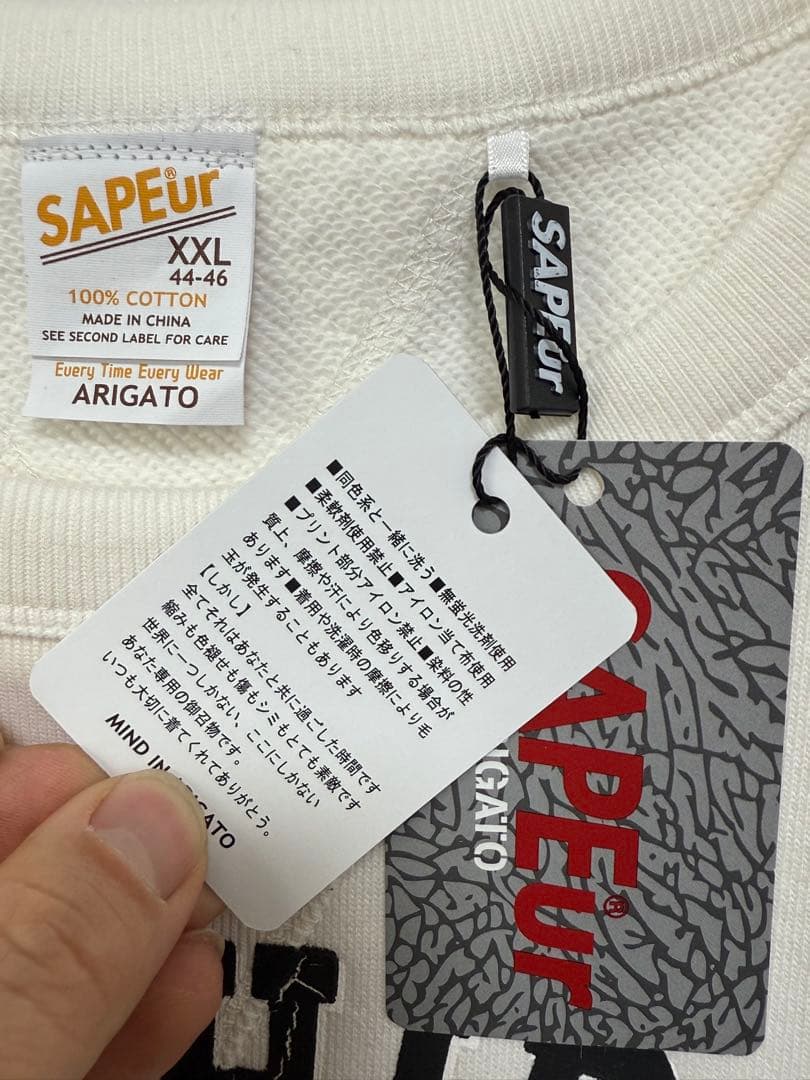 SAPEur®
XXL
44-46
100% COTTON
MADE IN CHINA
SEE SECOND LABEL FOR CARE
Every Time Every Wear
ARIGATO
SAPEur
■同色系と一緒に洗う■無蛍光洗剤使用
■柔軟剤使用禁止■アイロン当て布使用
■プリント部分アイロン禁止■染料の性
質上、摩擦や汗により色移りする場合が
あります■着用や洗濯時の摩擦により毛
玉が発生することもあります
【しかし】
全てそれはあなたと共に過ごした時間です
縮みも色褪せも傷もシミもとても素敵です
世界に一つしかない、ここにしかない
あなた専用の御召物です。
いつも大切に着てくれてありがとう。
MIND IN ARIGATO
SAPEur®